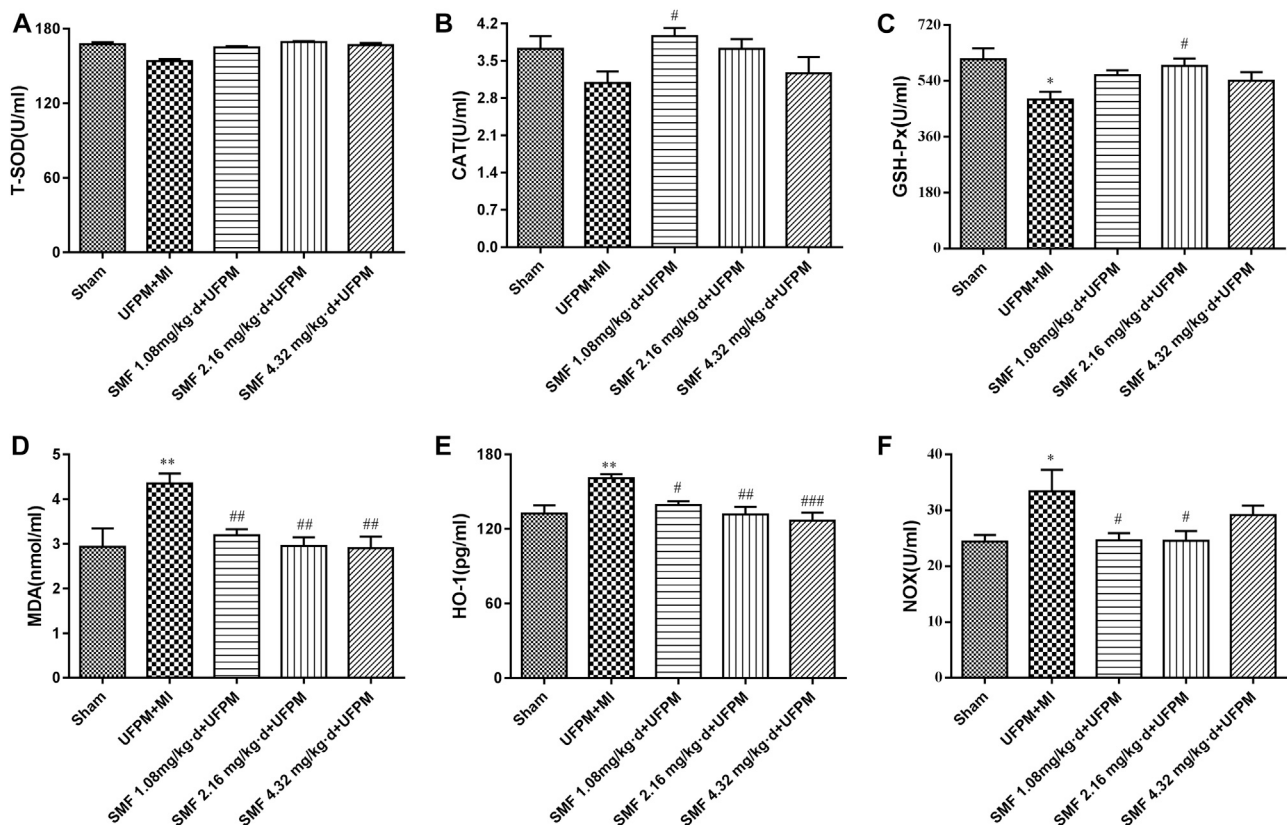 A
T-SOD(U/ml)
180
120
60
0
Sham
UFPM+MI
SMF 1.08mg/kg·d+UFPM
SMF 2.16 mg/kg·d+UFPM
SMF 4.32 mg/kg·d+UFPM
B
CAT(U/ml)
4.2
3.5
2.8
2.1
1.4
0.7
0.0
#
Sham
UFPM+MI
SMF 1.08mg/kg·d+UFPM
SMF 2.16 mg/kg·d+UFPM
SMF 4.32 mg/kg·d+UFPM
C
GSH-Px(U/ml)
720
540
360
180
0
*
#
Sham
UFPM+MI
SMF 1.08mg/kg·d+UFPM
SMF 2.16 mg/kg·d+UFPM
SMF 4.32 mg/kg·d+UFPM
D
MDA(nmol/ml)
5
4
3
2
1
0
**
##
##
##
Sham
UFPM+MI
SMF 1.08mg/kg·d+UFPM
SMF 2.16 mg/kg·d+UFPM
SMF 4.32 mg/kg·d+UFPM
E
HO-1(pg/ml)
180
120
60
0
**
#
##
###
Sham
UFPM+MI
SMF 1.08mg/kg·d+UFPM
SMF 2.16 mg/kg·d+UFPM
SMF 4.32 mg/kg·d+UFPM
F
NOX(U/ml)
40
30
20
10
0
*
#
#
Sham
UFPM+MI
SMF 1.08mg/kg·d+UFPM
SMF 2.16 mg/kg·d+UFPM
SMF 4.32 mg/kg·d+UFPM